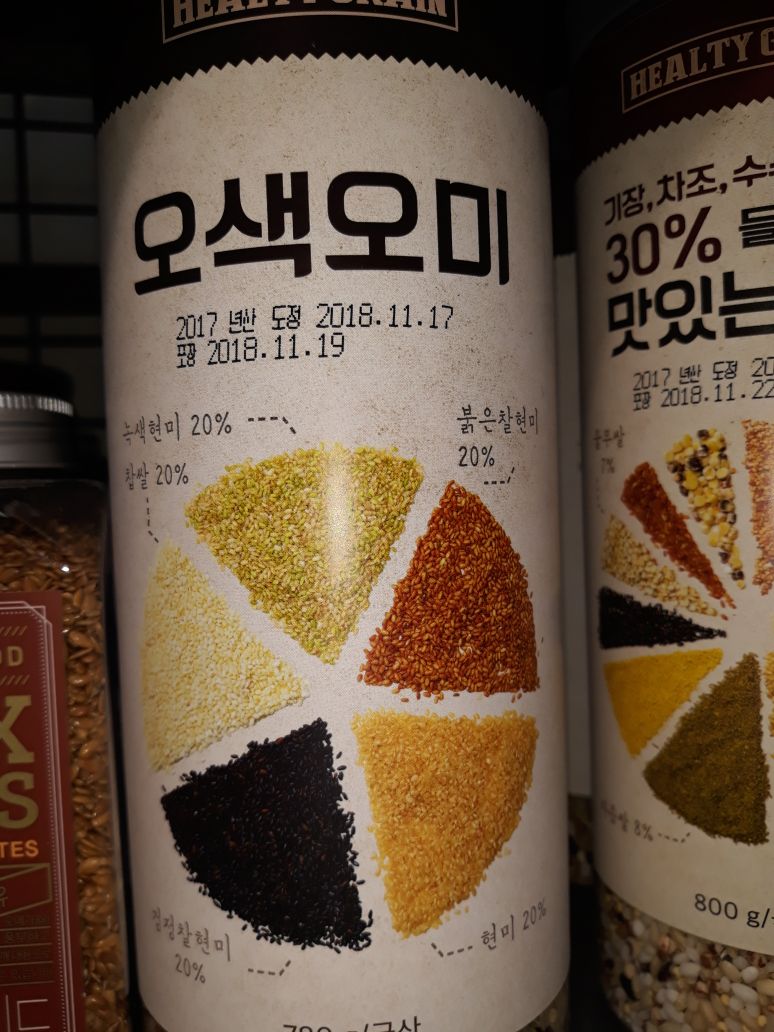 HEALTY GRAIN
오색오미
2017 년산 도정 2018.11.17
포장 2018.11.19
녹색현미 20%
찹쌀 20%
붉은찰현미
20%
검정찰현미
20%
현미 20%
HEALTY
기장, 차조,
30%
맛있는
2017 년산 도정
포장 2018.11.22
7%
8%
800 g/